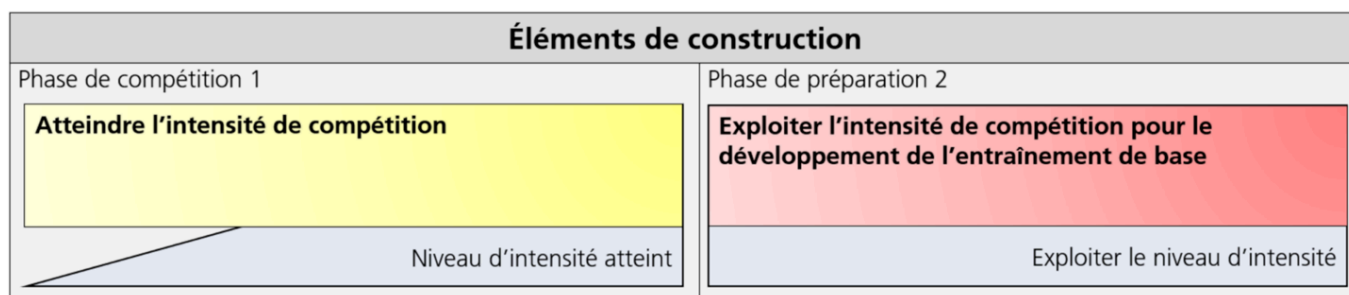 Éléments de construction
Phase de compétition 1
Atteindre l’intensité de compétition
Niveau d’intensité atteint
Phase de préparation 2
Exploiter l’intensité de compétition pour le
développement de l’entraînement de base
Exploiter le niveau d’intensité